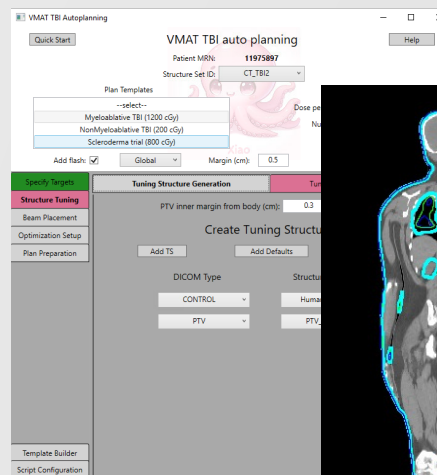 VMAT TBI Autoplanning
Quick Start
VMAT TBI auto planning
Help
Patient MRN: 11975897
Structure Set ID: CT_TBI2
Plan Templates
--select--
Myeloablative TBI (1200 cGy)
Dose pe
NonMyeloablative TBI (200 cGy)
Nu
Scleroderma trial (800 cGy)
Add flash: Global Margin (cm): 0.5
Specify Targets
Tuning Structure Generation
Tun
Structure Tuning
PTV inner margin from body (cm): 0.3
Beam Placement
Create Tuning Structu
Optimization Setup
Add TS
Add Defaults
Plan Preparation
DICOM Type
Structur
CONTROL
Huma
PTV
PTV_
Template Builder
Script Configuration